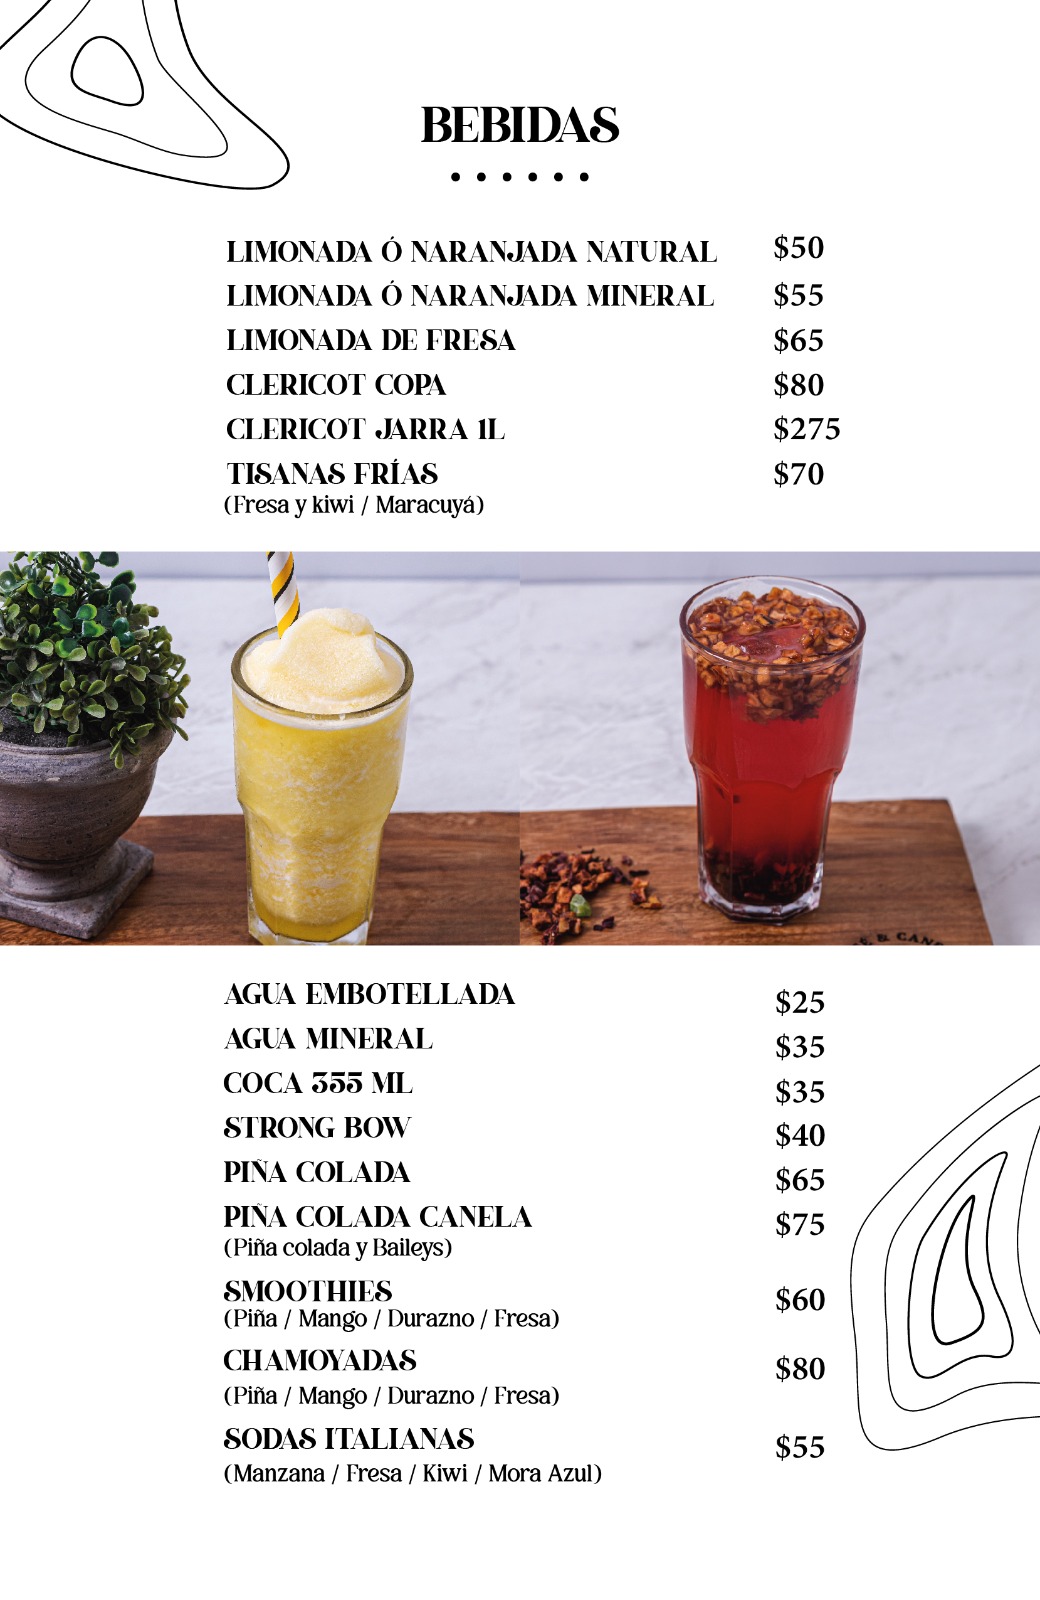 BEBIDAS
LIMONADA Ó NARANJADA NATURAL $50
LIMONADA Ó NARANJADA MINERAL $55
LIMONADA DE FRESA $65
CLERICOT COPA $80
CLERICOT JARRA 1L $275
TISANAS FRÍAS $70
(Fresa y kiwi / Maracuyá)
AGUA EMBOTELLADA $25
AGUA MINERAL $35
COCA 355 ML $35
STRONG BOW $40
PIÑA COLADA $65
PIÑA COLADA CANELA $75
(Piña colada y Baileys)
SMOOTHIES $60
(Piña / Mango / Durazno / Fresa)
CHAMOYADAS $80
(Piña / Mango / Durazno / Fresa)
SODAS ITALIANAS $55
(Manzana / Fresa / Kiwi / Mora Azul)